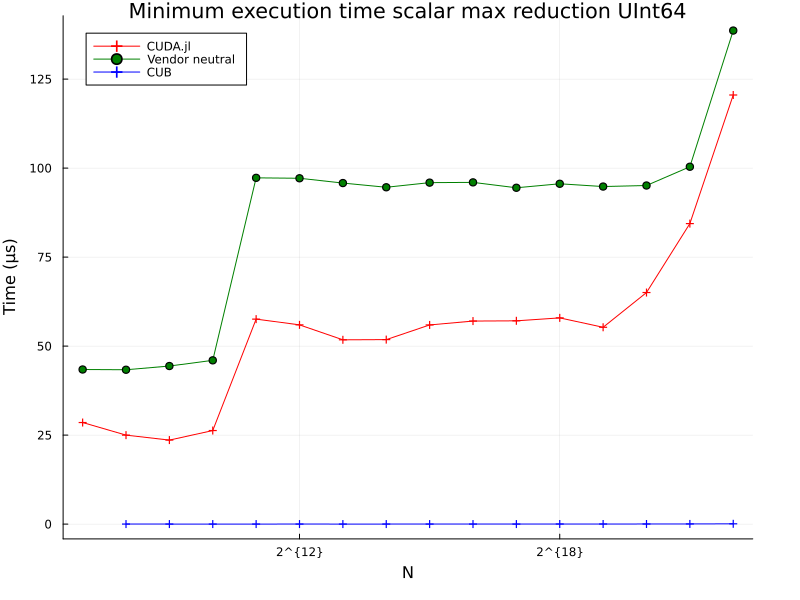 Minimum execution time scalar max reduction UInt64
CUDA.jl
Vendor neutral
CUB
125
100
75
50
25
0
Time (μs)
2^{12}
2^{18}
N